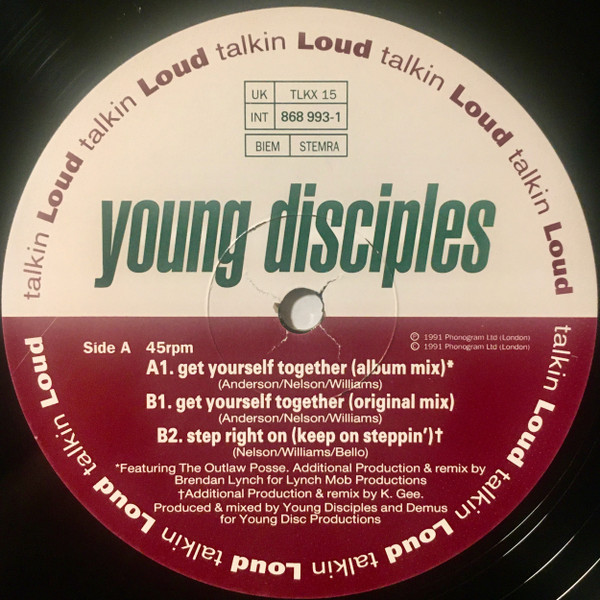 talkin Loud talkin Loud talkin Loud talkin Loud talkin Loud talkin Loud talkin Loud talkin Loud talkin Loud talkin Loud
UK TLKX 15
INT 868 993-1
BIEM STEMRA
young disciples
Side A 45rpm
℗ 1991 Phonogram Ltd (London)
© 1991 Phonogram Ltd (London)
A1. get yourself together (album mix)*
(Anderson/Nelson/Williams)
B1. get yourself together (original mix)
(Anderson/Nelson/Williams)
B2. step right on (keep on steppin')†
(Nelson/Williams/Bello)
*Featuring The Outlaw Posse. Additional Production & remix by
Brendan Lynch for Lynch Mob Productions
†Additional Production & remix by K. Gee.
Produced & mixed by Young Disciples and Demus
for Young Disc Productions